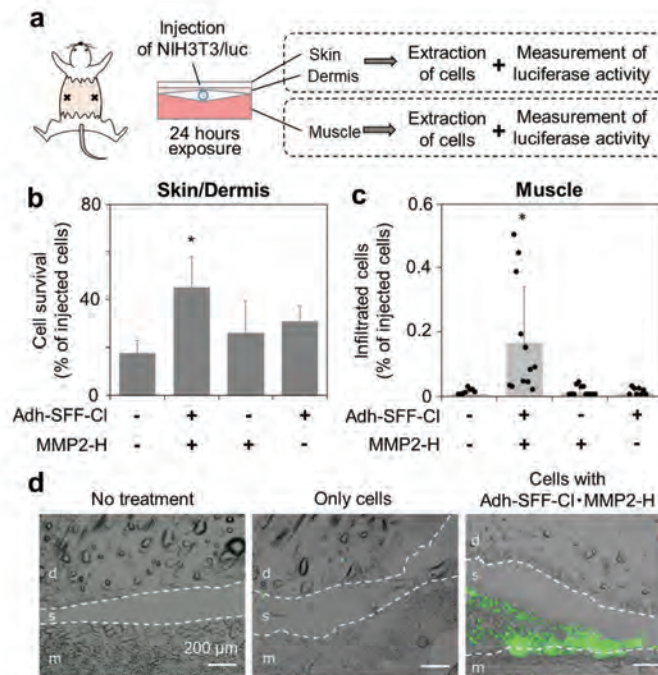 a
Injection
of NIH3T3/luc
24 hours
exposure
Skin
Dermis
Extraction
of cells
+
Measurement of
luciferase activity
Muscle
Extraction
of cells
+
Measurement of
luciferase activity
b
Skin/Dermis
Cell survival
(% of injected cells)
80
40
0
*
Adh-SFF-Cl - + - +
MMP2-H - + + -
c
Muscle
Infiltrated cells
(% of injected cells)
0.6
0.4
0.2
0
*
Adh-SFF-Cl - + - +
MMP2-H - + + -
d
No treatment
d
s
m
200 µm
Only cells
d
s
m
Cells with
Adh-SFF-Cl·MMP2-H
d
s
m